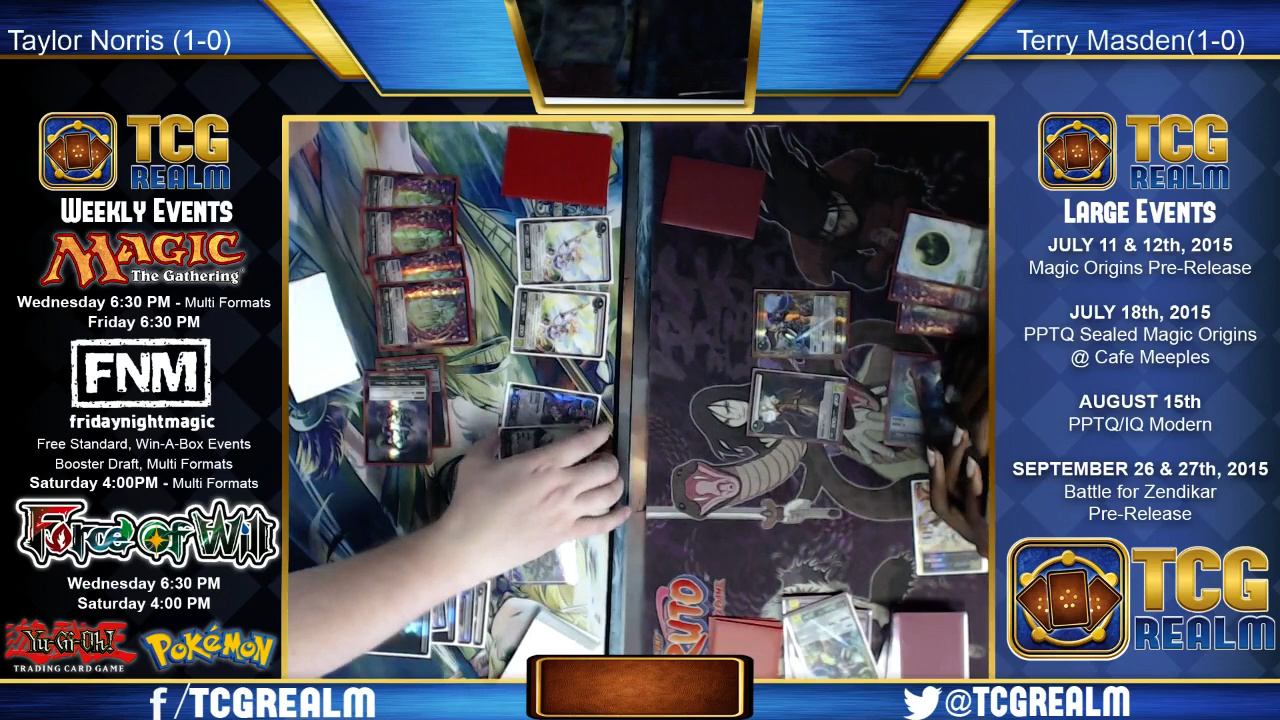 Taylor Norris (1-0)
Terry Masden(1-0)
TCG
REALM
WEEKLY EVENTS
MAGIC
The Gathering
Wednesday 6:30 PM - Multi Formats
Friday 6:30 PM
FNM
fridaynightmagic
Free Standard, Win-A-Box Events
Booster Draft, Multi Formats
Saturday 4:00PM - Multi Formats
Force of Will
Wednesday 6:30 PM
Saturday 4:00 PM
Yu-Gi-Oh!
TRADING CARD GAME
POKéMON
TCG
REALM
LARGE EVENTS
JULY 11 & 12th, 2015
Magic Origins Pre-Release
JULY 18th, 2015
PPTQ Sealed Magic Origins
@ Cafe Meeples
AUGUST 15th
PPTQ/IQ Modern
SEPTEMBER 26 & 27th, 2015
Battle for Zendikar
Pre-Release
TCG
REALM
f /TCGREALM
@TCGREALM